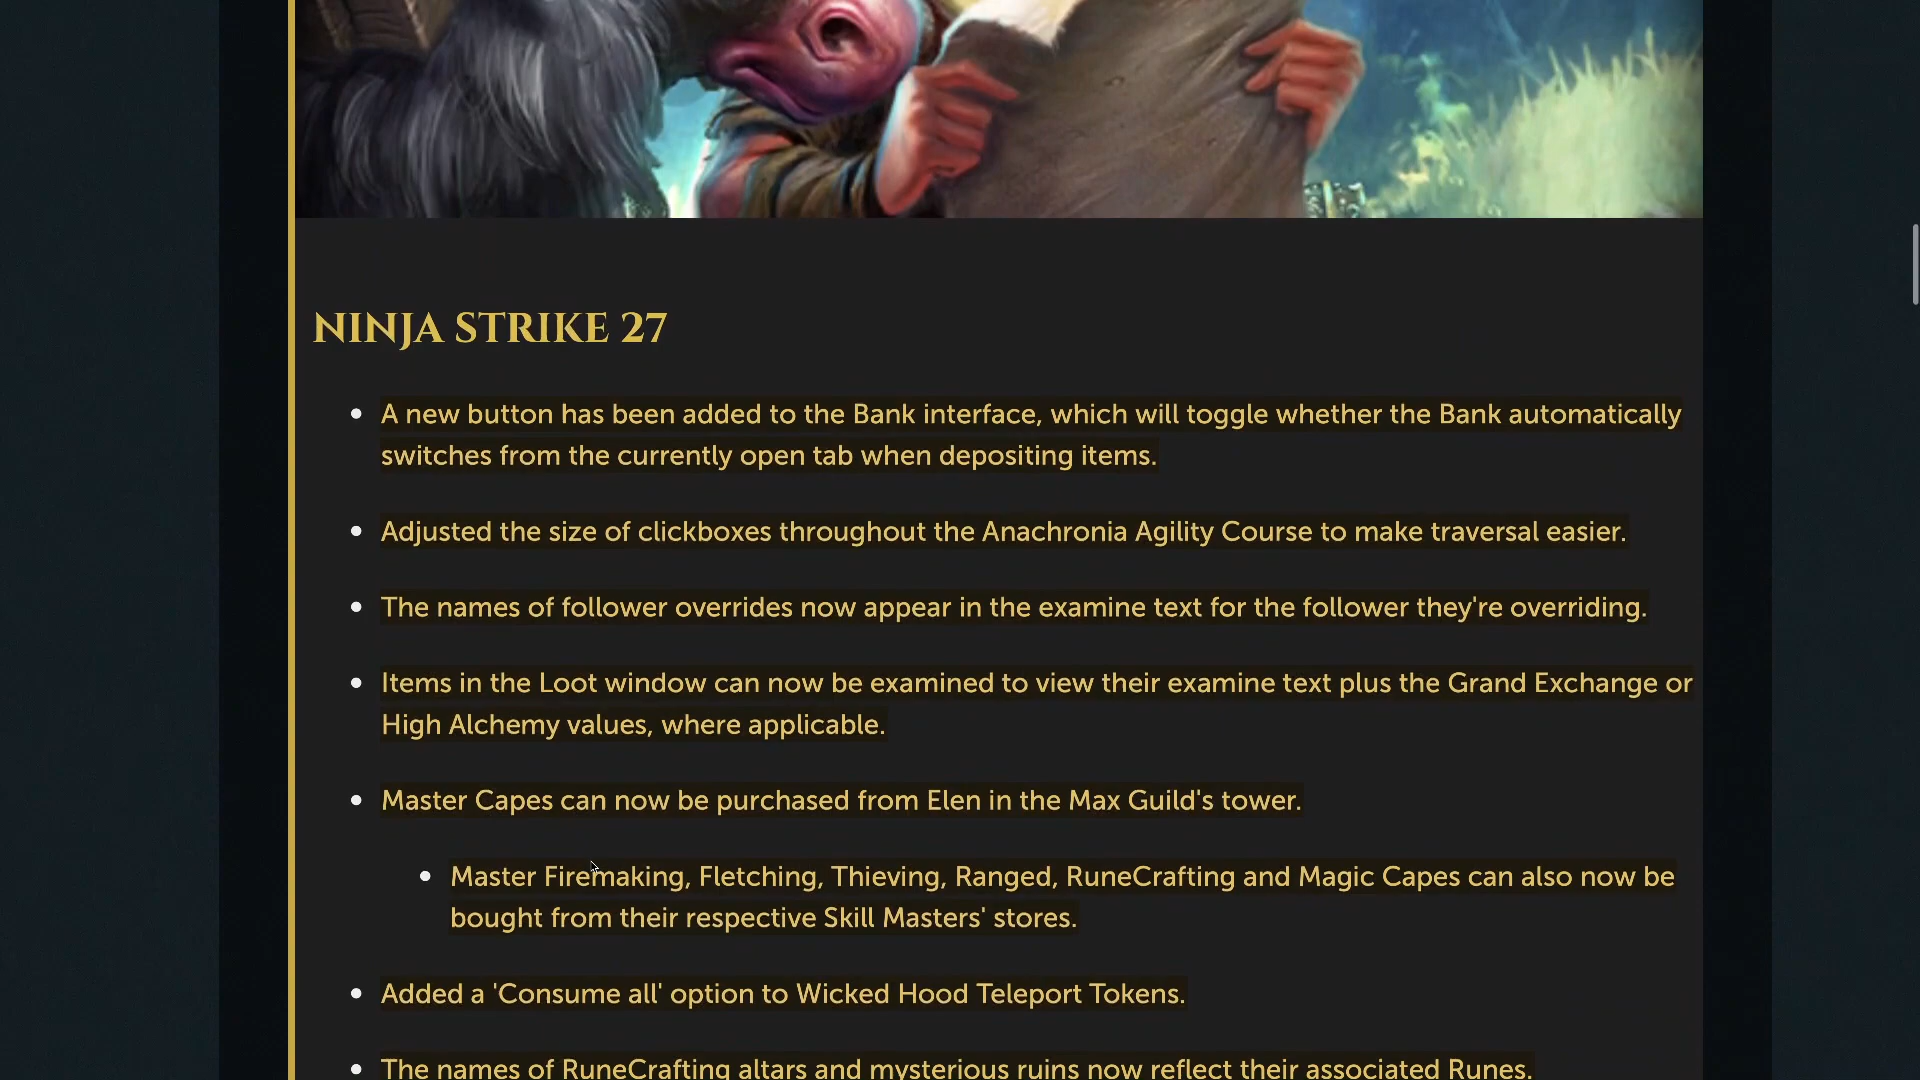 NINJA STRIKE 27
A new button has been added to the Bank interface, which will toggle whether the Bank automatically
switches from the currently open tab when depositing items.
Adjusted the size of clickboxes throughout the Anachronia Agility Course to make traversal easier.
The names of follower overrides now appear in the examine text for the follower they're overriding.
Items in the Loot window can now be examined to view their examine text plus the Grand Exchange or
High Alchemy values, where applicable.
Master Capes can now be purchased from Elen in the Max Guild's tower.
Master Firemaking, Fletching, Thieving, Ranged, RuneCrafting and Magic Capes can also now be
bought from their respective Skill Masters' stores.
Added a 'Consume all' option to Wicked Hood Teleport Tokens.
The names of RuneCrafting altars and mysterious ruins now reflect their associated Runes.